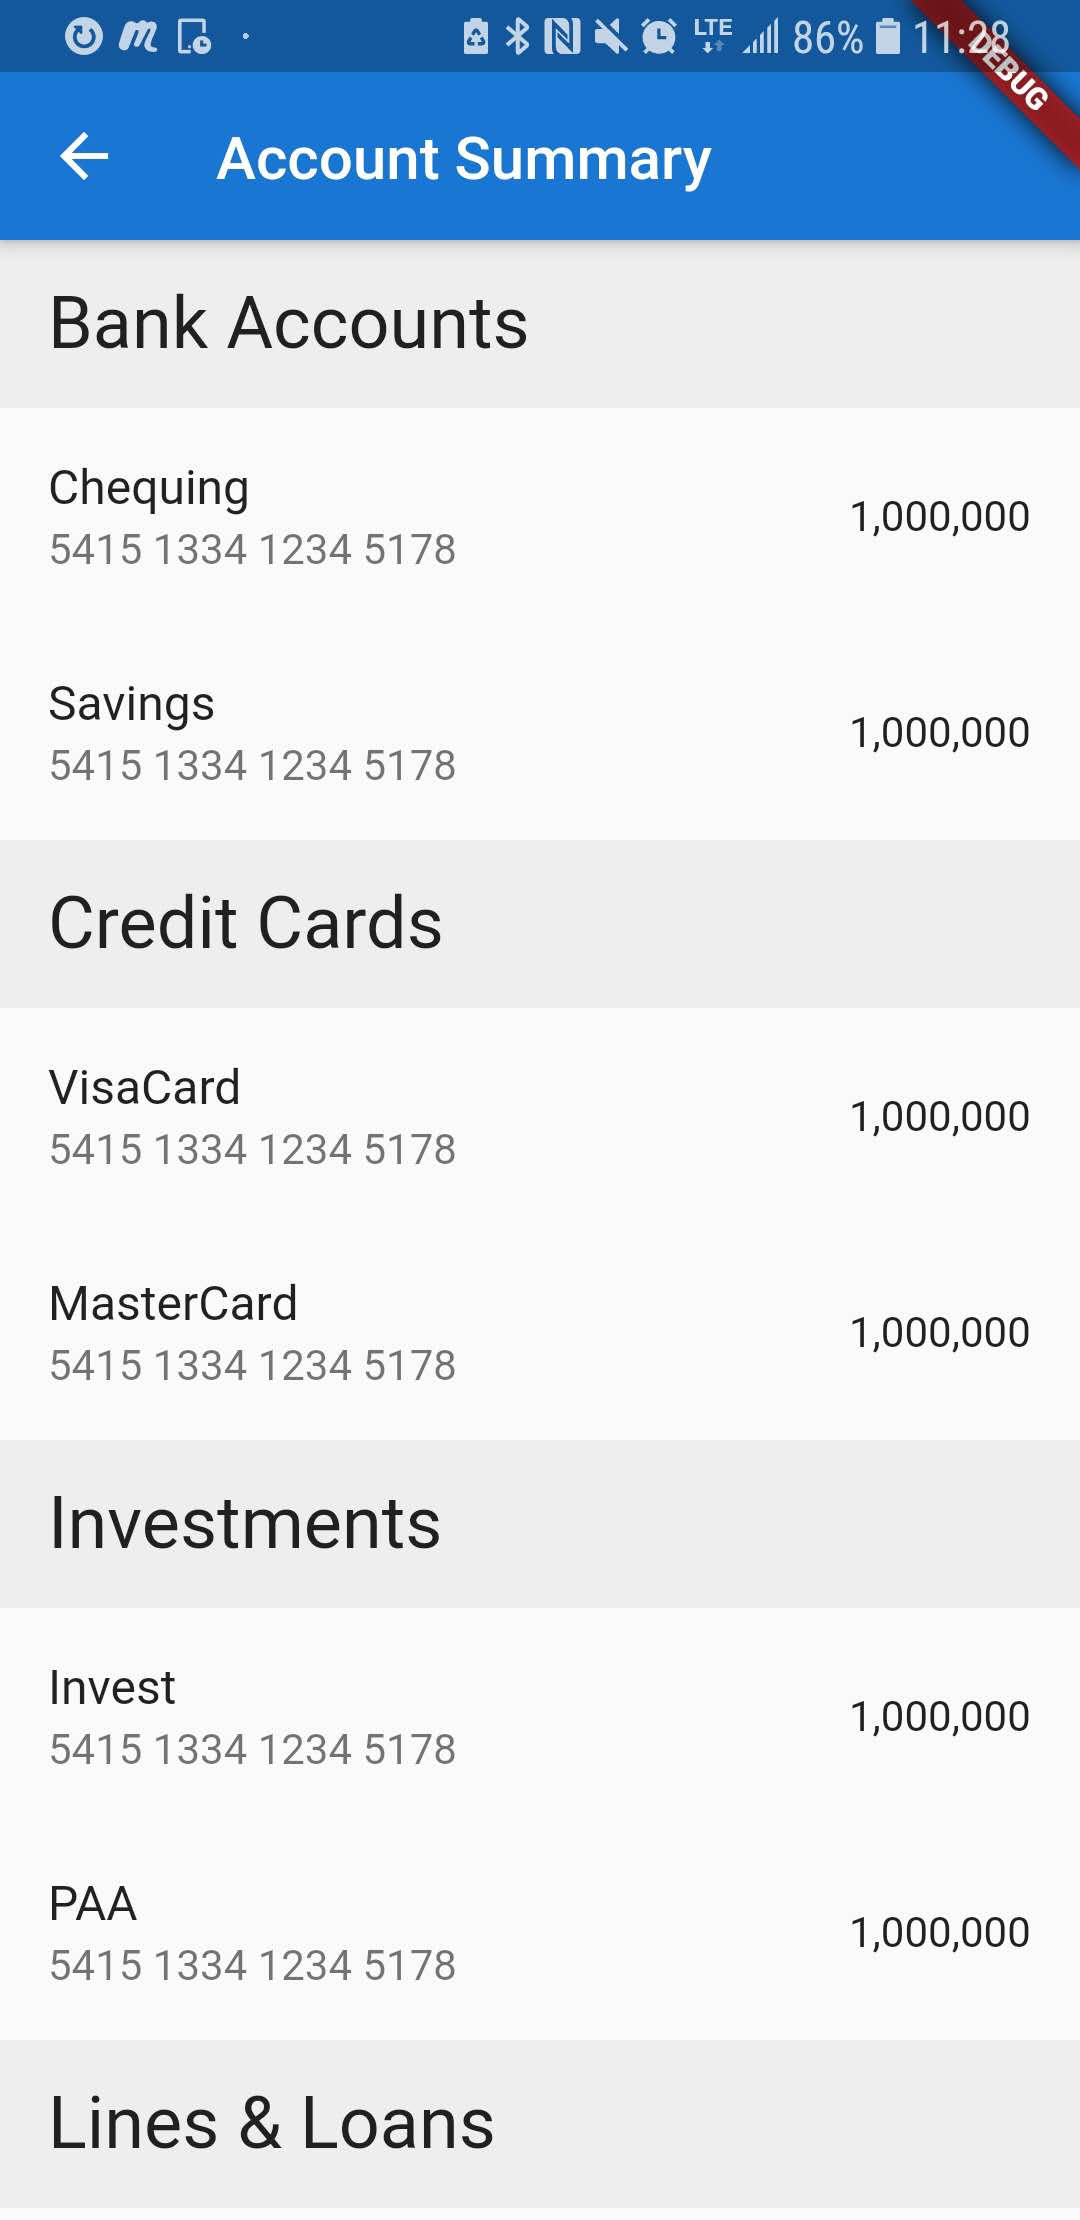 LTE 86% 11:28
DEBUG
Account Summary
Bank Accounts
Chequing
5415 1334 1234 5178
1,000,000
Savings
5415 1334 1234 5178
1,000,000
Credit Cards
VisaCard
5415 1334 1234 5178
1,000,000
MasterCard
5415 1334 1234 5178
1,000,000
Investments
Invest
5415 1334 1234 5178
1,000,000
PAA
5415 1334 1234 5178
1,000,000
Lines & Loans